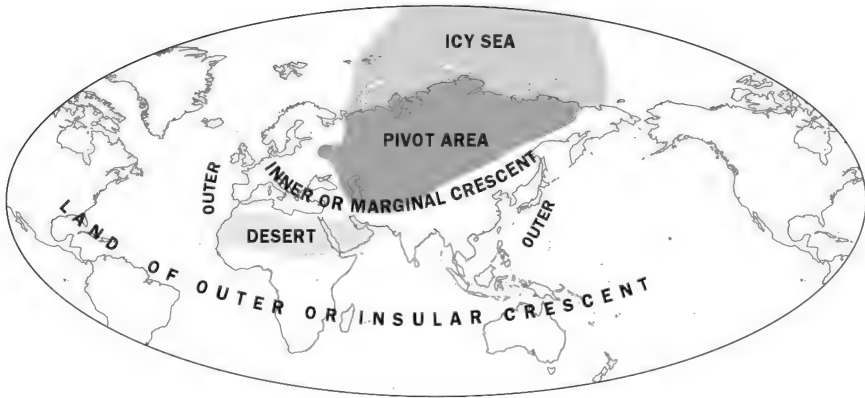 ICY SEA
PIVOT AREA
OUTER
INNER OR MARGINAL CRESCENT
OUTER
DESERT
LAND OF OUTER OR INSULAR CRESCENT